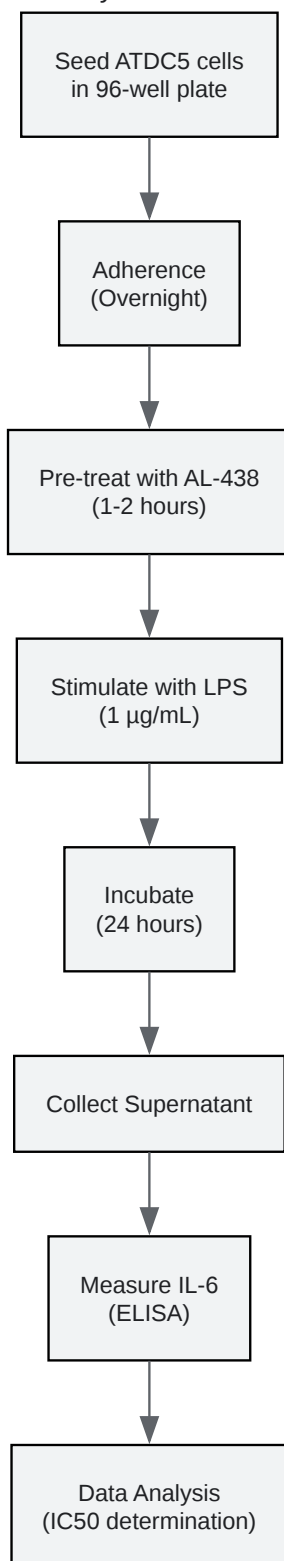 Seed ATDC5 cells
in 96-well plate
Adherence
(Overnight)
Pre-treat with AL-438
(1-2 hours)
Stimulate with LPS
(1 µg/mL)
Incubate
(24 hours)
Collect Supernatant
Measure IL-6
(ELISA)
Data Analysis
(IC50 determination)